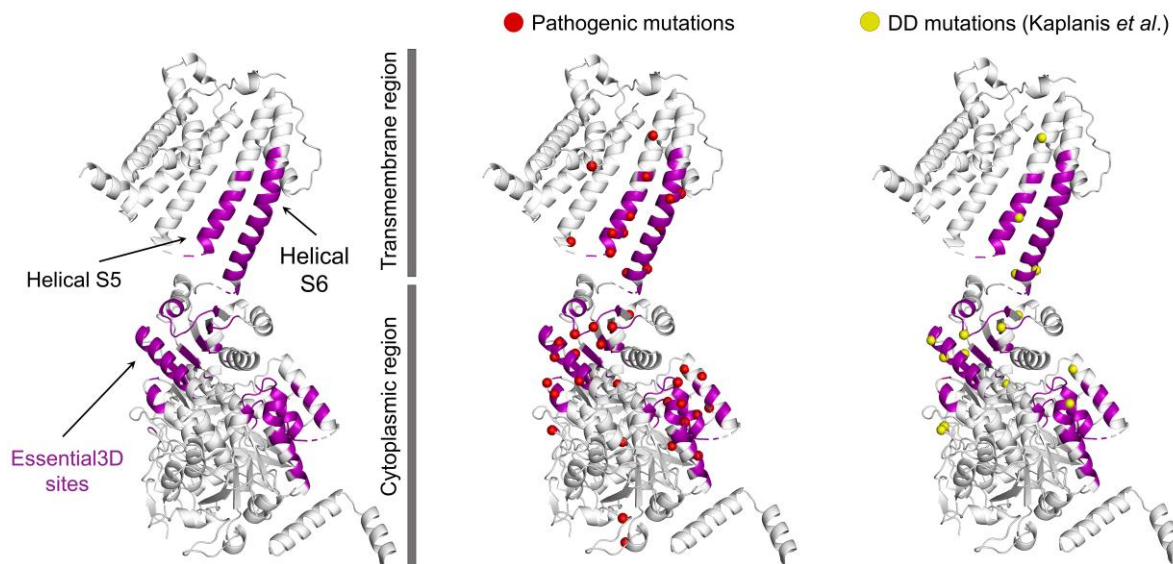 Pathogenic mutations
DD mutations (Kaplanis et al.)
Transmembrane region
Helical S5
Helical
S6
Cytoplasmic region
Essential3D
sites